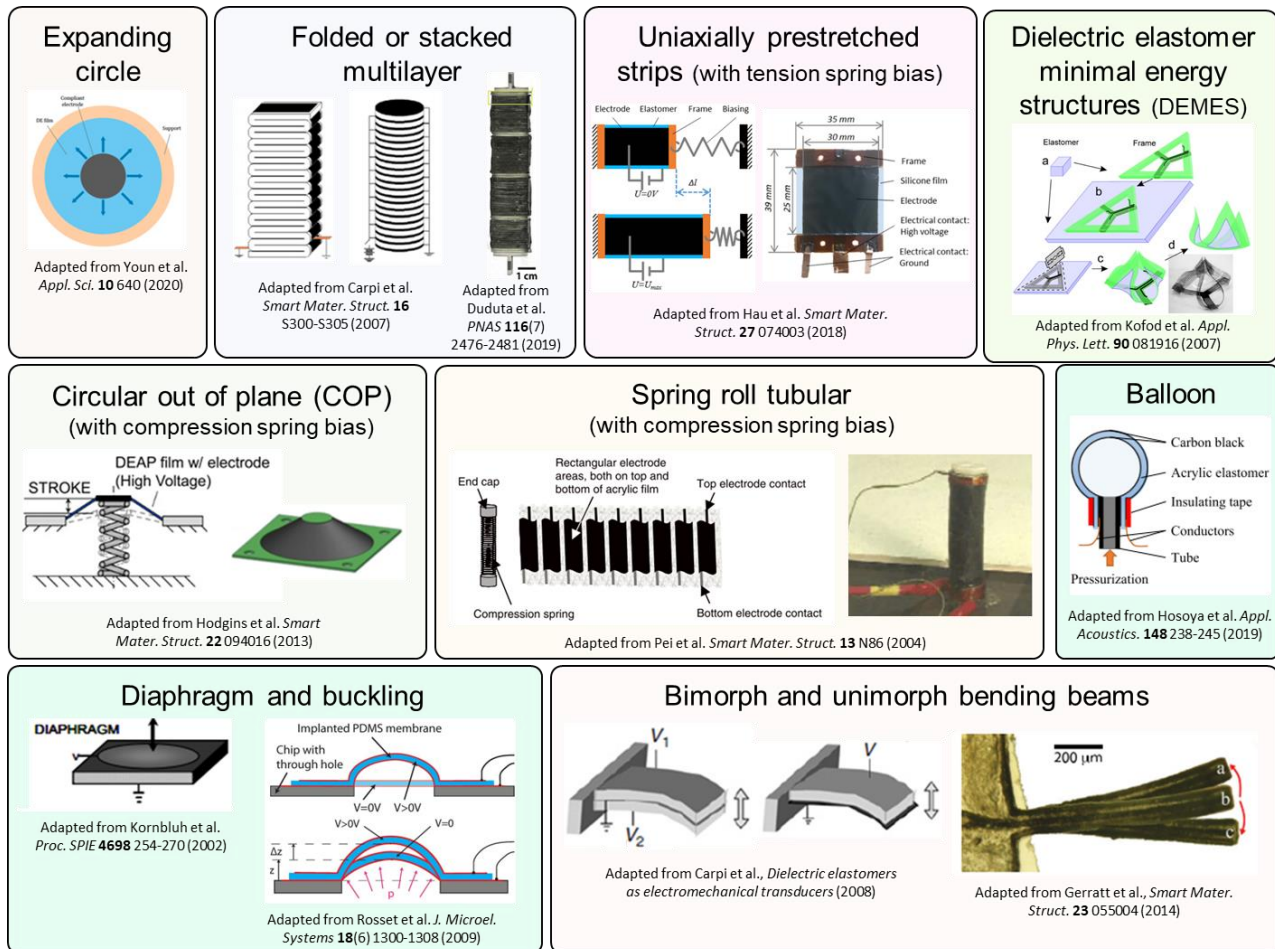 Expanding
circle
Compliant
electrode
DE film
Support
Adapted from Youn et al.
Appl. Sci. 10 640 (2020)
Folded or stacked
multilayer
1 cm
Adapted from Carpi et al.
Smart Mater. Struct. 16
S300-S305 (2007)
Adapted from
Duduta et al.
PNAS 116(7)
2476-2481 (2019)
Uniaxially prestretched
strips (with tension spring bias)
Electrode Elastomer Frame Biasing
U=0V
Δl
U=Umax
35 mm
30 mm
39 mm
25 mm
Frame
Silicone film
Electrode
Electrical contact:
High voltage
Electrical contact:
Ground
Adapted from Hau et al. Smart Mater.
Struct. 27 074003 (2018)
Dielectric elastomer
minimal energy
structures (DEMES)
Elastomer
Frame
a
b
c
d
Adapted from Kofod et al. Appl.
Phys. Lett. 90 081916 (2007)
Circular out of plane (COP)
(with compression spring bias)
DEAP film w/ electrode
(High Voltage)
STROKE
Adapted from Hodgins et al. Smart
Mater. Struct. 22 094016 (2013)
Spring roll tubular
(with compression spring bias)
End cap
Rectangular electrode
areas, both on top and
bottom of acrylic film
Top electrode contact
Compression spring
Bottom electrode contact
Adapted from Pei et al. Smart Mater. Struct. 13 N86 (2004)
Balloon
Carbon black
Acrylic elastomer
Insulating tape
Conductors
Tube
Pressurization
Adapted from Hosoya et al. Appl.
Acoustics. 148 238-245 (2019)
Diaphragm and buckling
DIAPHRAGM
V
Adapted from Kornbluh et al.
Proc. SPIE 4698 254-270 (2002)
Implanted PDMS membrane
Chip with
through hole
V=0V V>0V
V>0V V=0
Δz
z
p
Adapted from Rosset et al. J. Microel.
Systems 18(6) 1300-1308 (2009)
Bimorph and unimorph bending beams
V1
V2
V
200 μm
a
b
c
Adapted from Carpi et al., Dielectric elastomers
as electromechanical transducers (2008)
Adapted from Gerratt et al., Smart Mater.
Struct. 23 055004 (2014)